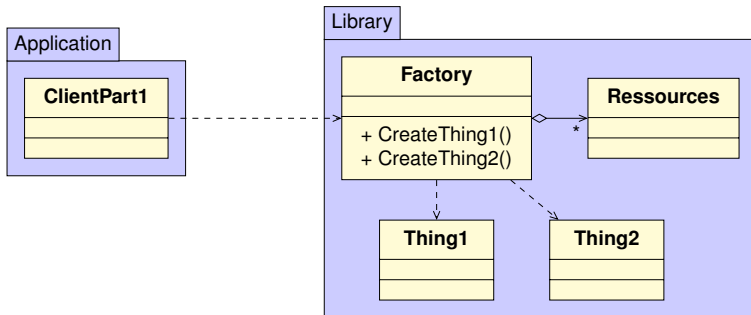 Library
Application
Factory
ClientPart1
Ressources
+ CreateThing1()
*
+ CreateThing2()
Thing1
Thing2